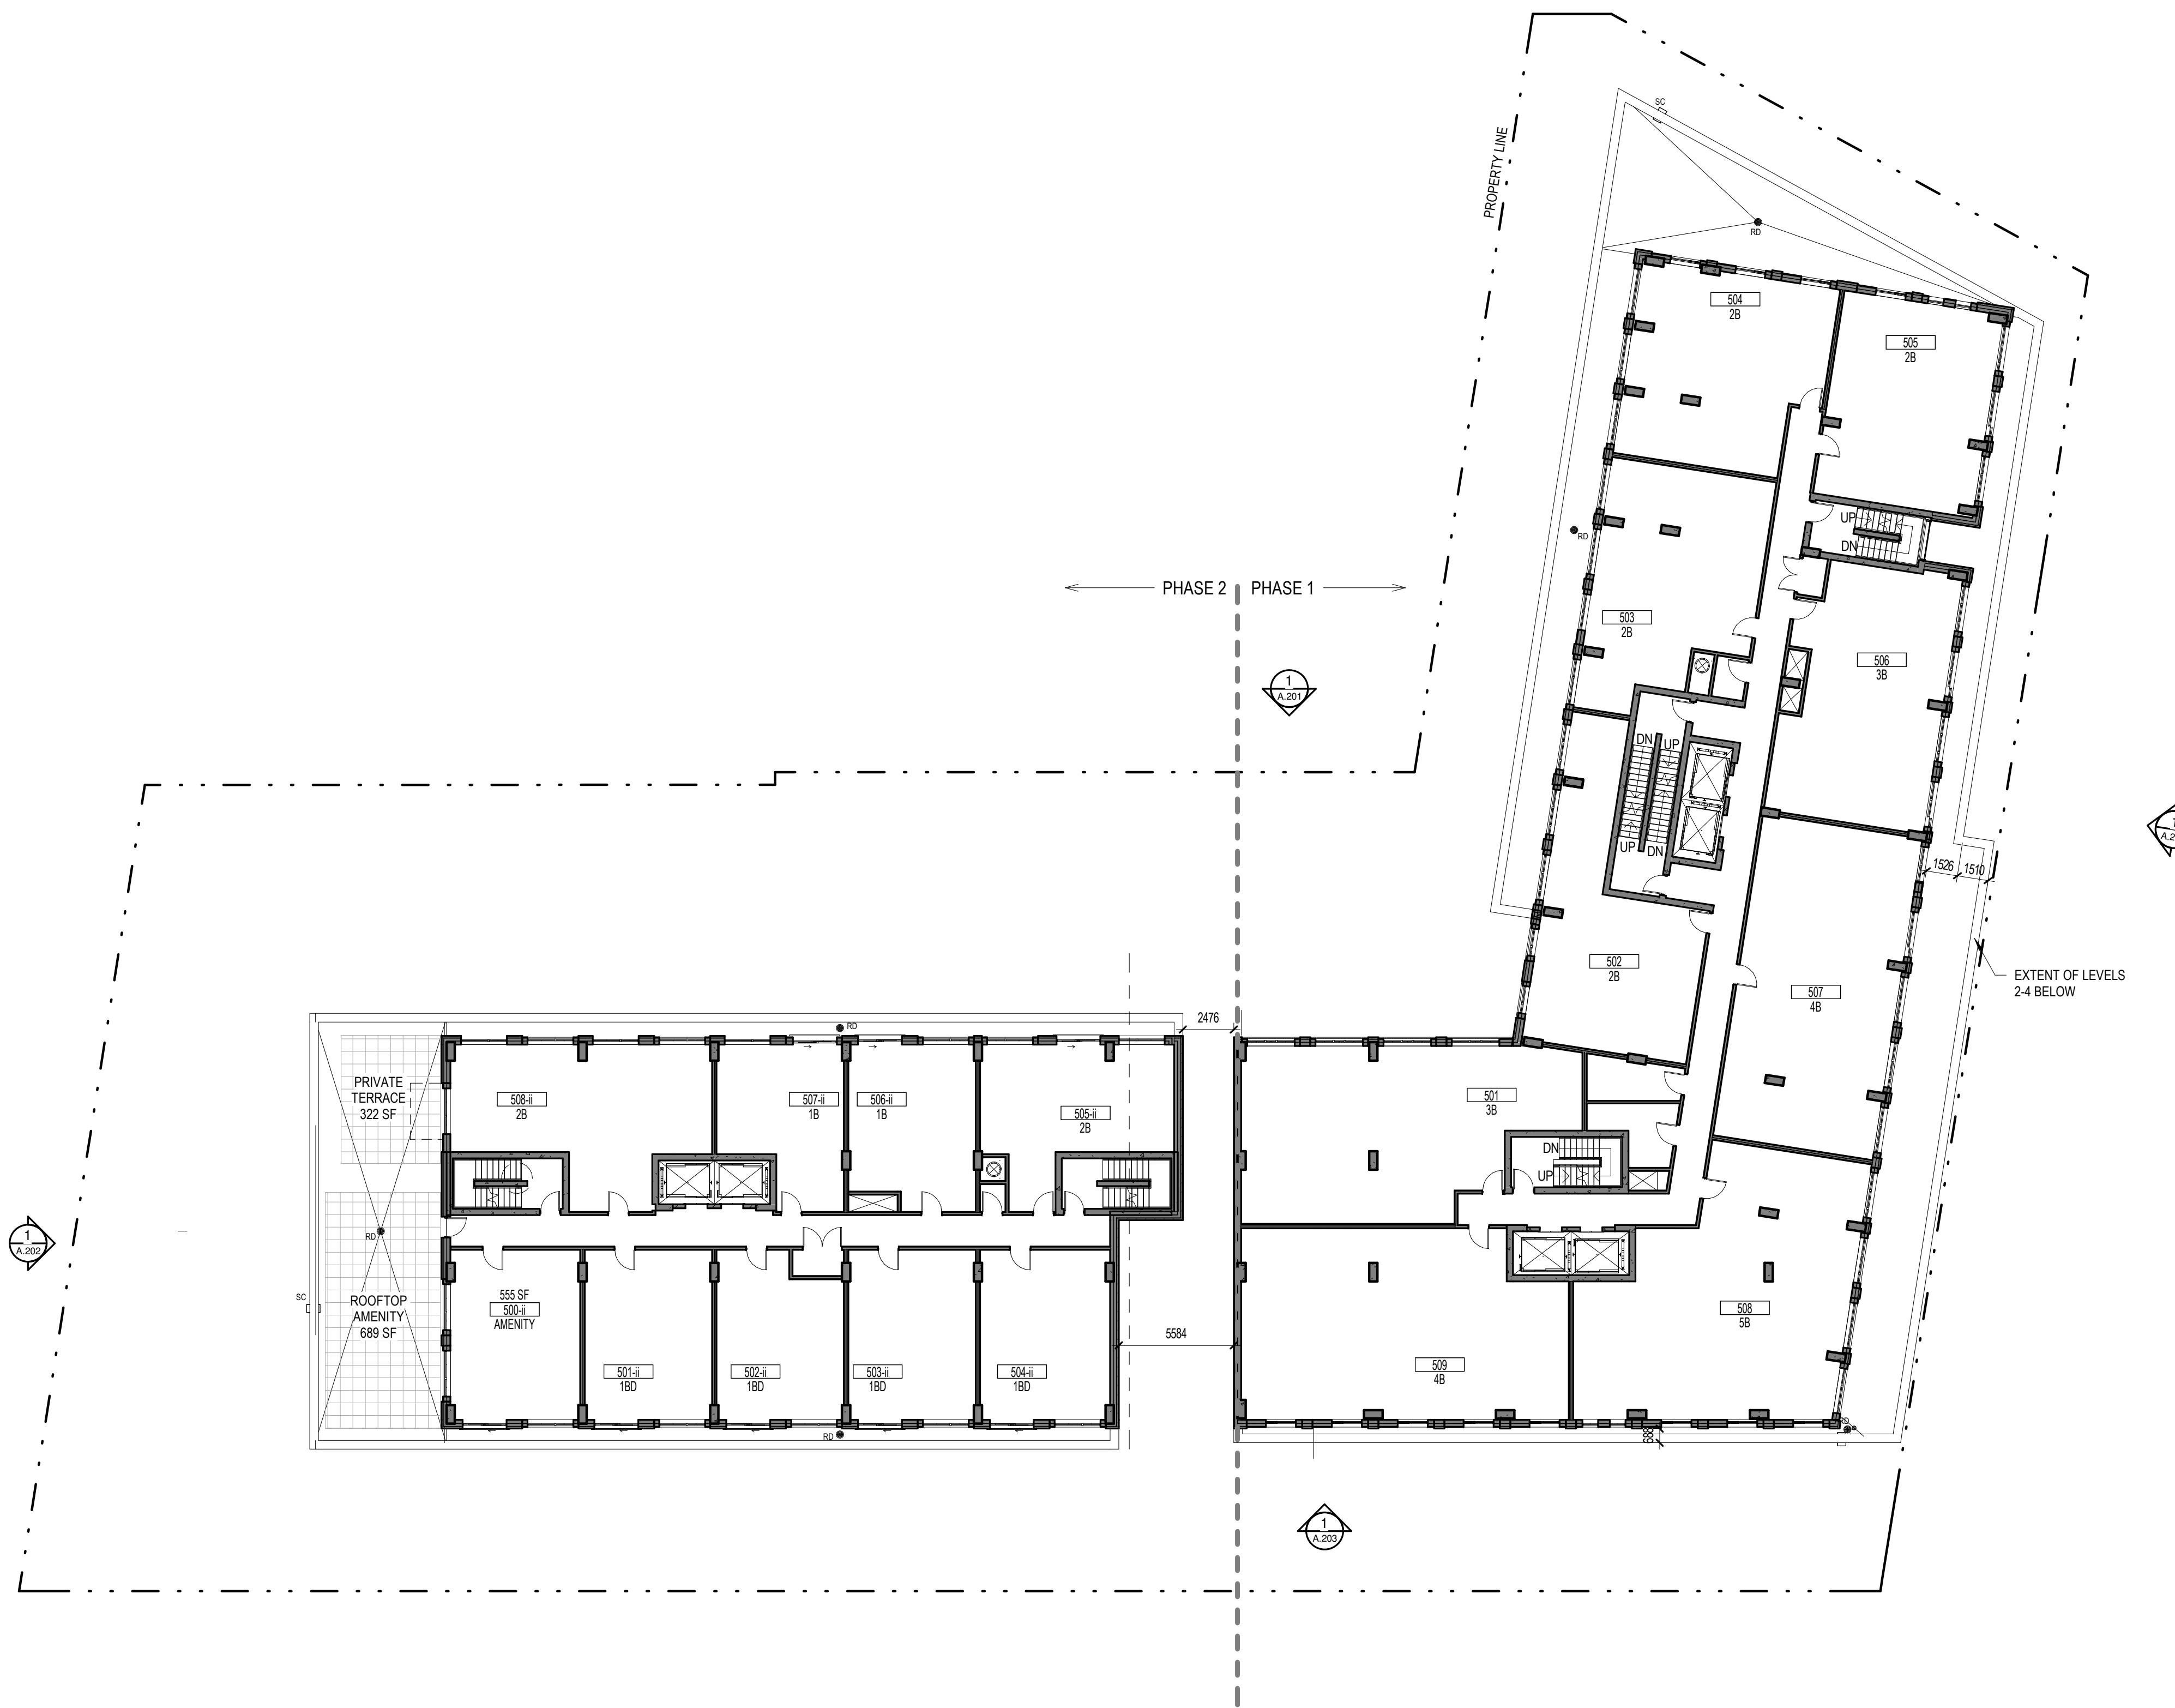 SC
PROPERTY LINE
RD
504
2B
505
2B
UP
DN
RD
PHASE 2
PHASE 1
503
2B
506
3B
1
A.201
DN
UP
UP
DN
1526
1510
502
2B
507
4B
EXTENT OF LEVELS
2-4 BELOW
2476
RD
PRIVATE
TERRACE
322 SF
508-ii
2B
507-ii
1B
506-ii
1B
505-ii
2B
501
3B
DN
UP
1
A.202
RD
SC
ROOFTOP
AMENITY
689 SF
555 SF
500-ii
AMENITY
501-ii
1BD
502-ii
1BD
503-ii
1BD
504-ii
1BD
5584
508
5B
509
4B
RD
RD
688
1
A.203